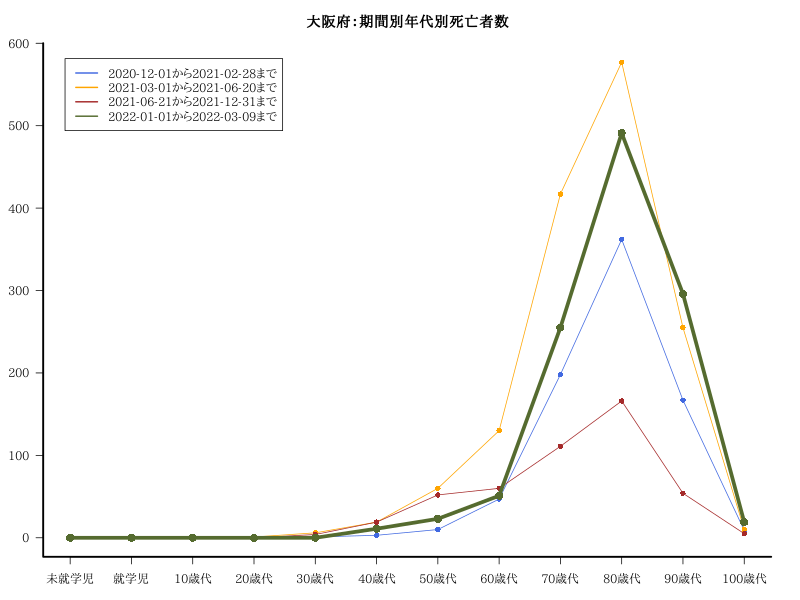 大阪府：期間別年代別死亡者数
600
500
400
300
200
100
0
2020-12-01から2021-02-28まで
2021-03-01から2021-06-20まで
2021-06-21から2021-12-31まで
2022-01-01から2022-03-09まで
未就学児 就学児 10歳代 20歳代 30歳代 40歳代 50歳代 60歳代 70歳代 80歳代 90歳代 100歳代